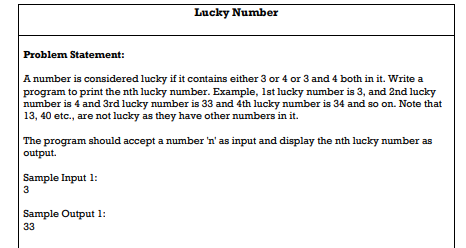 Lucky Number
Problem Statement:
A number is considered lucky if it contains either 3 or 4 or 3 and 4 both in it. Write a
program to print the nth lucky number. Example, 1st lucky number is 3, and 2nd lucky
number is 4 and 3rd lucky number is 33 and 4th lucky number is 34 and so on. Note that
13, 40 etc., are not lucky as they have other numbers in it.
The program should accept a number 'n' as input and display the nth lucky number as
output.
Sample Input 1:
3
Sample Output 1:
33